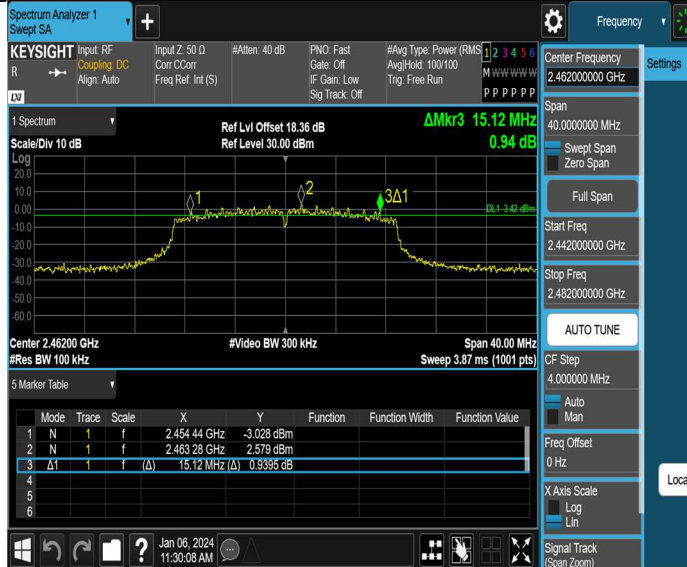 Spectrum Analyzer 1
Swept SA
Frequency
KEYSIGHT
R
LXI
Input: RF
Coupling: DC
Align: Auto
Input Z: 50 Ω
Corr CCorr
Freq Ref: Int (S)
#Atten: 40 dB
PNO: Fast
Gate: Off
IF Gain: Low
Sig Track: Off
#Avg Type: Power (RMS
Avg|Hold: 100/100
Trig: Free Run
1 2 3 4 5 6
M W W W W W
P P P P P P
1 Spectrum
Scale/Div 10 dB
Ref Lvl Offset 18.36 dB
Ref Level 30.00 dBm
ΔMkr3 15.12 MHz
0.94 dB
Log
20.0
10.0
0.00
-10.0
-20.0
-30.0
-40.0
-50.0
-60.0
1
2
3Δ1
DL1 -3.42 dBm
Center 2.46200 GHz
#Video BW 300 kHz
Span 40.00 MHz
#Res BW 100 kHz
Sweep 3.87 ms (1001 pts)
5 Marker Table
Mode Trace Scale X Y Function Function Width Function Value
1 N 1 f 2.454 44 GHz -3.028 dBm
2 N 1 f 2.463 28 GHz 2.579 dBm
3 Δ1 1 f (Δ) 15.12 MHz (Δ) 0.9395 dB
4
5
6
?
Jan 06, 2024
11:30:08 AM
Center Frequency
2.462000000 GHz
Settings
Span
40.0000000 MHz
Swept Span
Zero Span
Full Span
Start Freq
2.442000000 GHz
Stop Freq
2.482000000 GHz
AUTO TUNE
CF Step
4.000000 MHz
Auto
Man
Freq Offset
0 Hz
Loca
X Axis Scale
Log
Lin
Signal Track
(Span Zoom)